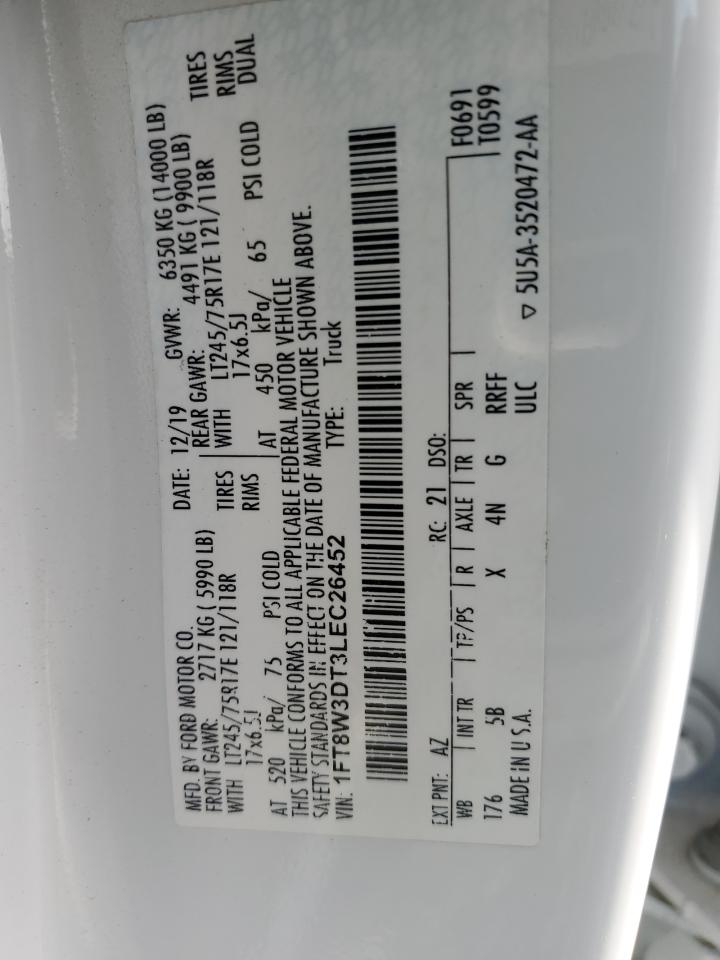 MFD. BY FORD MOTOR CO.
DATE: 12/19 GVWR: 6350 KG (14000 LB)
FRONT GAWR: 2717 KG ( 5990 LB) REAR GAWR: 4491 KG ( 9900 LB)
WITH LT245/75R17E 121/118R TIRES WITH LT245/75R17E 121/118R TIRES
17x6.5J RIMS 17x6.5J RIMS
AT 520 kPa/ 75 PSI COLD AT 450 kPa/ 65 PSI COLD DUAL
THIS VEHICLE CONFORMS TO ALL APPLICABLE FEDERAL MOTOR VEHICLE
SAFETY STANDARDS IN EFFECT ON THE DATE OF MANUFACTURE SHOWN ABOVE.
VIN: 1FT8W3DT3LEC26452 TYPE: Truck
F0691
EXT PNT: AZ RC: 21 DSO: T0599
WB INT TR TP/PS R AXLE TR SPR
176 5B X 4N G RRFF
MADE IN U.S.A. ULC ▽ 5U5A-3520472-AA